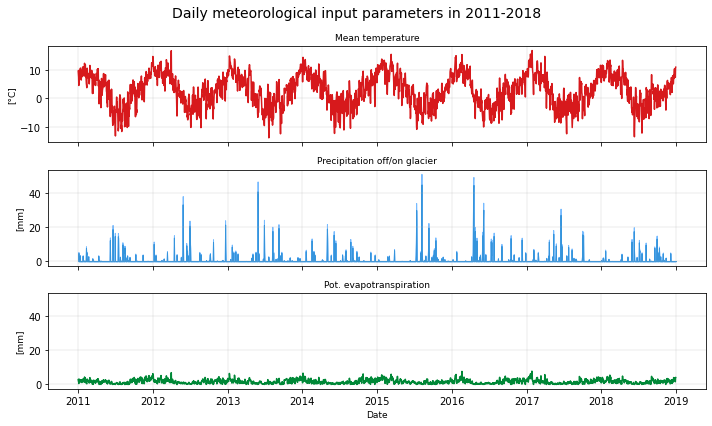 Daily meteorological input parameters in 2011-2018
Mean temperature
[°C]
10
0
−10
Precipitation off/on glacier
[mm]
40
20
0
Pot. evapotranspiration
[mm]
40
20
0
2011 2012 2013 2014 2015 2016 2017 2018 2019
Date